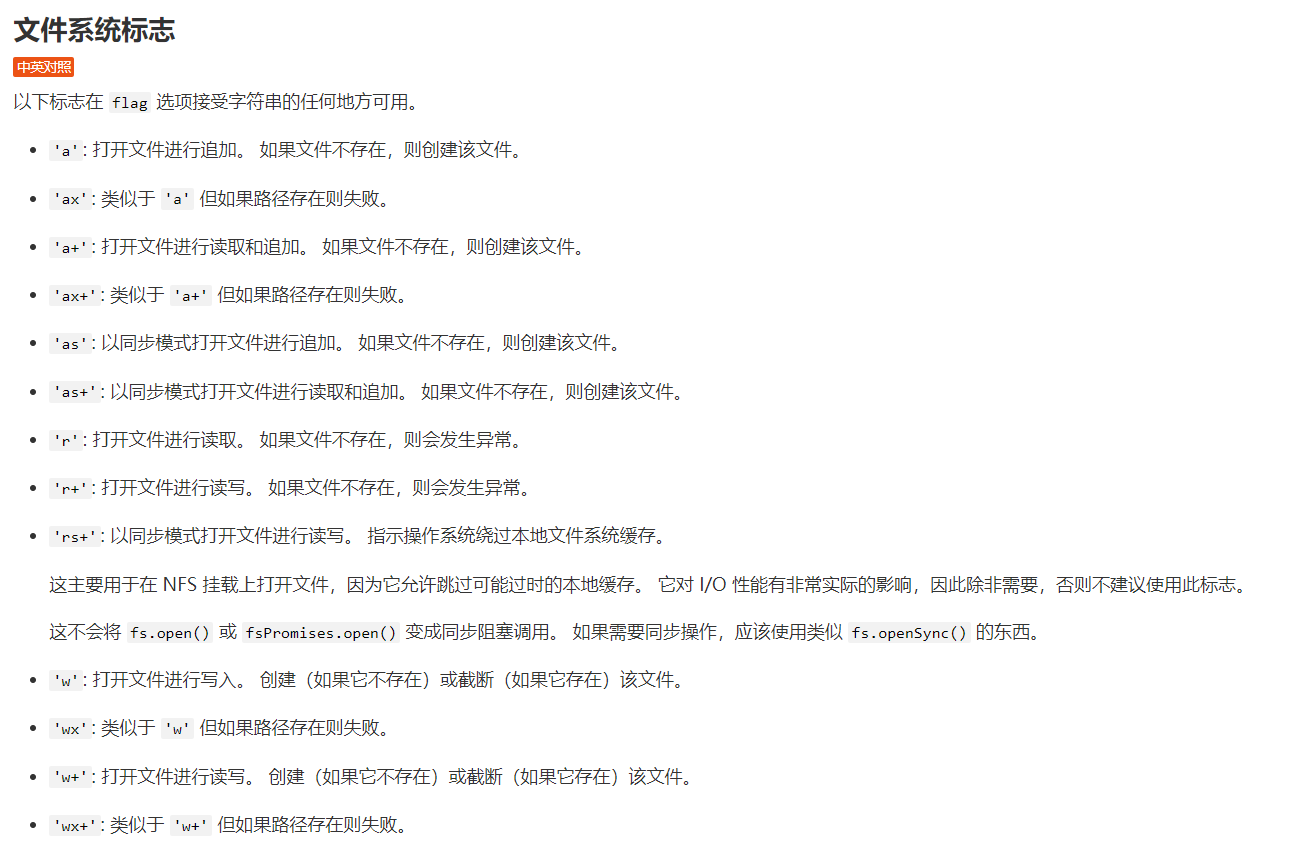 文件系统标志
中英对照
以下标志在 flag 选项接受字符串的任何地方可用。
'a': 打开文件进行追加。 如果文件不存在，则创建该文件。
'ax': 类似于 'a' 但如果路径存在则失败。
'a+': 打开文件进行读取和追加。 如果文件不存在，则创建该文件。
'ax+': 类似于 'a+' 但如果路径存在则失败。
'as': 以同步模式打开文件进行追加。 如果文件不存在，则创建该文件。
'as+': 以同步模式打开文件进行读取和追加。 如果文件不存在，则创建该文件。
'r': 打开文件进行读取。 如果文件不存在，则会发生异常。
'r+': 打开文件进行读写。 如果文件不存在，则会发生异常。
'rs+': 以同步模式打开文件进行读写。 指示操作系统绕过本地文件系统缓存。
这主要用于在 NFS 挂载上打开文件，因为它允许跳过可能过时的本地缓存。 它对 I/O 性能有非常实际的影响，因此除非需要，否则不建议使用此标志。
这不会将 fs.open() 或 fsPromises.open() 变成同步阻塞调用。 如果需要同步操作，应该使用类似 fs.openSync() 的东西。
'w': 打开文件进行写入。 创建（如果它不存在）或截断（如果它存在）该文件。
'wx': 类似于 'w' 但如果路径存在则失败。
'w+': 打开文件进行读写。 创建（如果它不存在）或截断（如果它存在）该文件。
'wx+': 类似于 'w+' 但如果路径存在则失败。